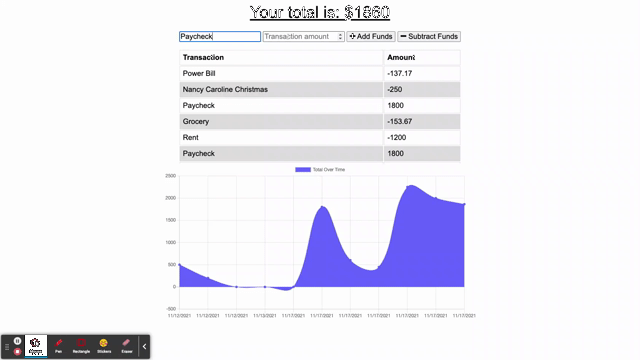 Your total is: $1860
Paycheck
Transaction amount
Add Funds
Subtract Funds
Transaction Amount
Power Bill -137.17
Nancy Caroline Christmas -250
Paycheck 1800
Grocery -153.67
Rent -1200
Paycheck 1800
Total Over Time
2500
2000
1500
1000
500
0
-500
11/12/2021 11/12/2021 11/13/2021 11/13/2021 11/17/2021 11/17/2021 11/17/2021 11/17/2021 11/17/2021 11/17/2021 11/17/2021
Pen Rectangle Stickers Eraser